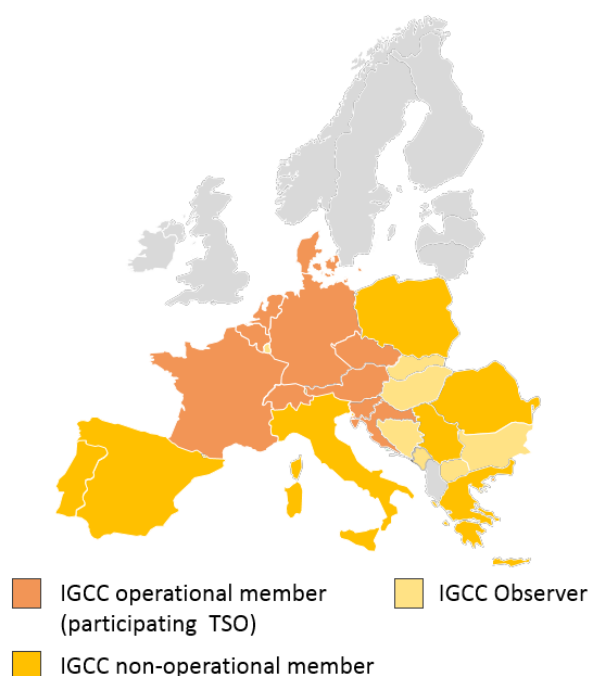 IGCC operational member
(participating TSO)
IGCC Observer
IGCC non-operational member